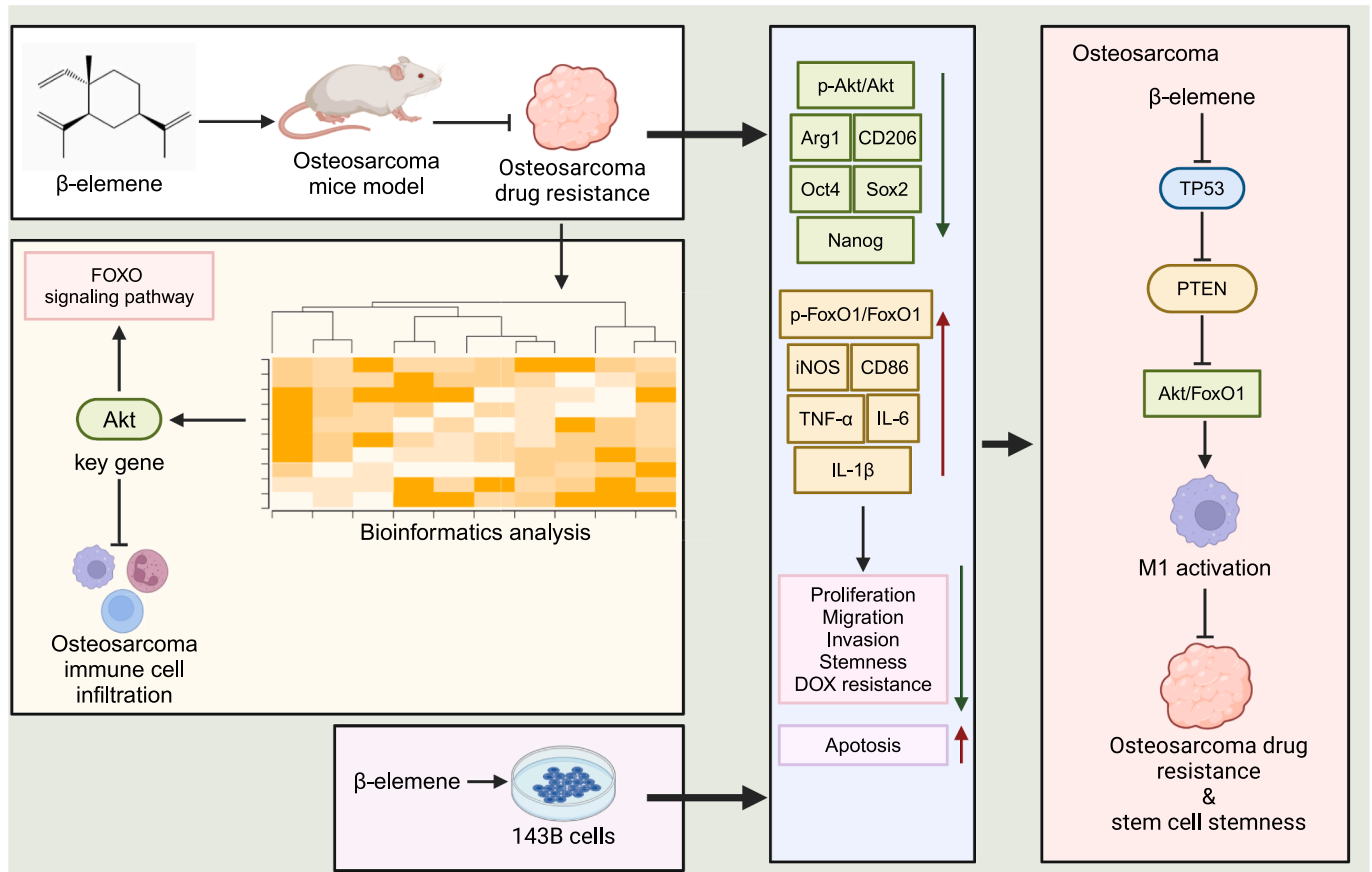 β-elemene
Osteosarcoma
mice model
Osteosarcoma
drug resistance
FOXO
signaling pathway
Akt
key gene
Osteosarcoma
immune cell
infiltration
Bioinformatics analysis
β-elemene
143B cells
p-Akt/Akt
Arg1 CD206
Oct4 Sox2
Nanog
p-FoxO1/FoxO1
iNOS CD86
TNF-α IL-6
IL-1β
Proliferation
Migration
Invasion
Stemness
DOX resistance
Apotosis
Osteosarcoma
β-elemene
TP53
PTEN
Akt/FoxO1
M1 activation
Osteosarcoma drug
resistance
&
stem cell stemness